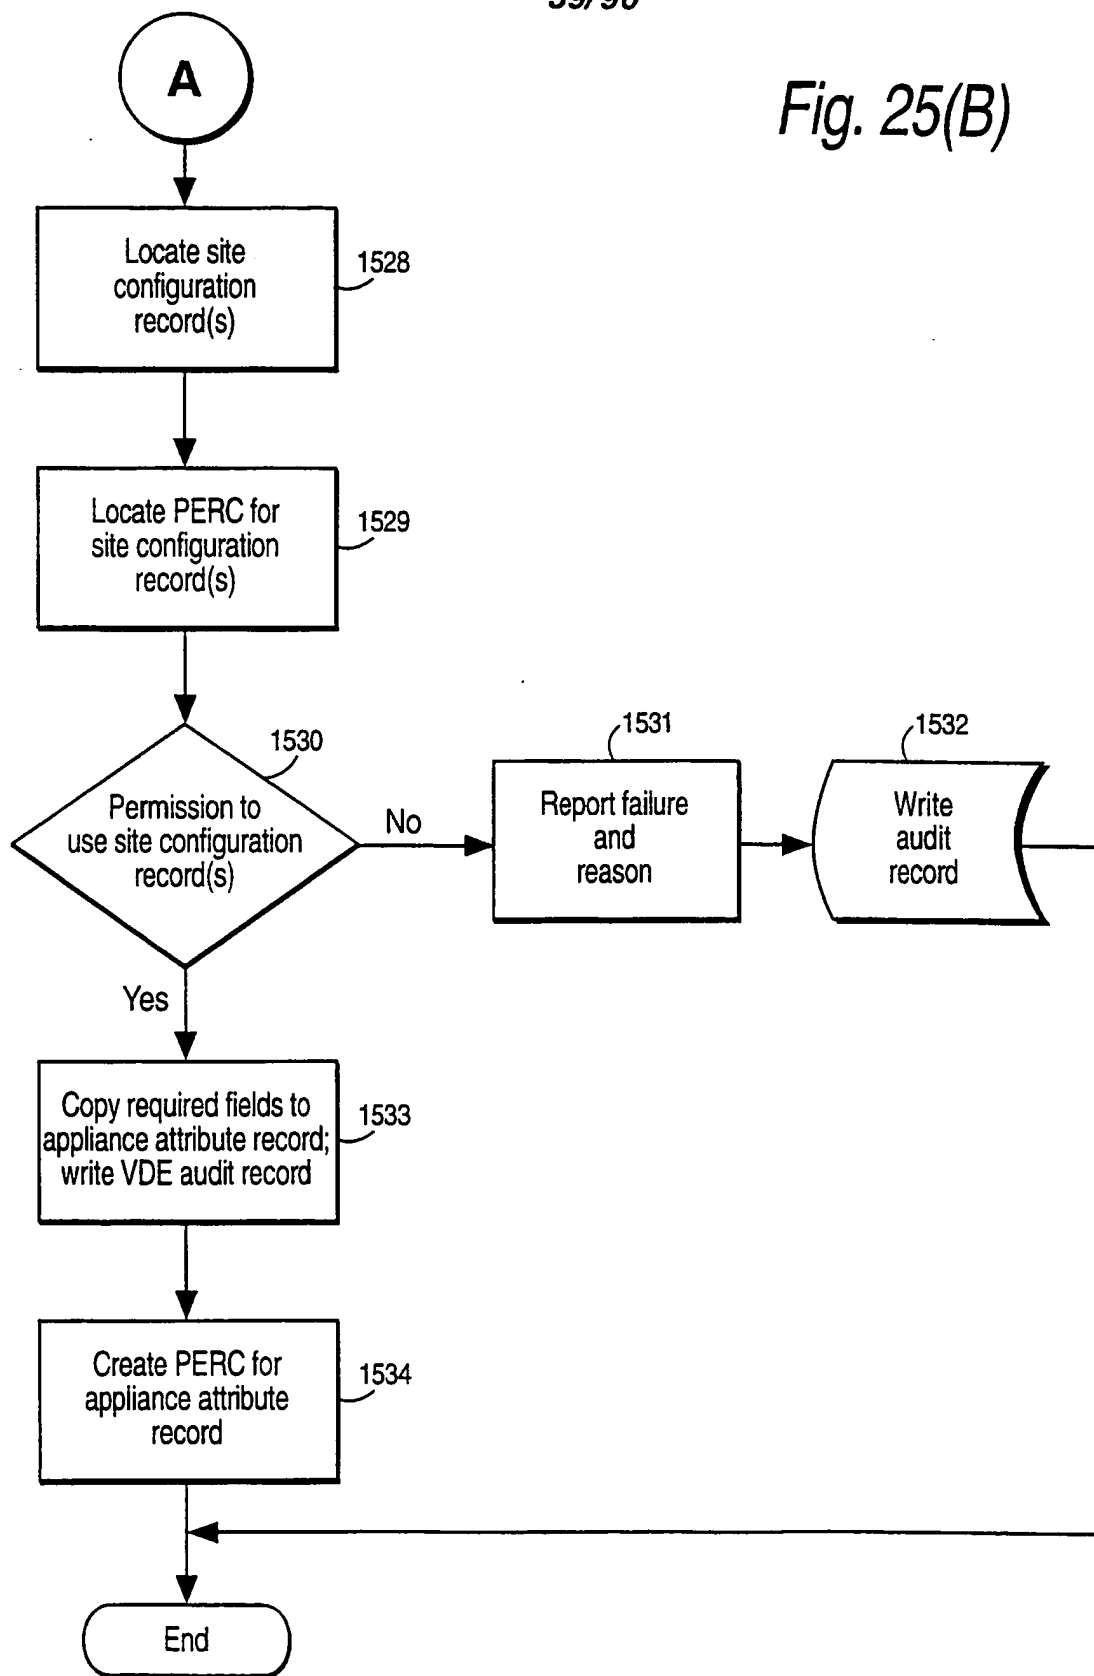 39/90
Fig. 25(B)
A
Locate site
configuration
record(s)
1528
Locate PERC for
site configuration
record(s)
1529
Permission to
use site configuration
record(s)
1530
No
Report failure
and
reason
1531
Write
audit
record
1532
Yes
Copy required fields to
appliance attribute record;
write VDE audit record
1533
Create PERC for
appliance attribute
record
1534
End